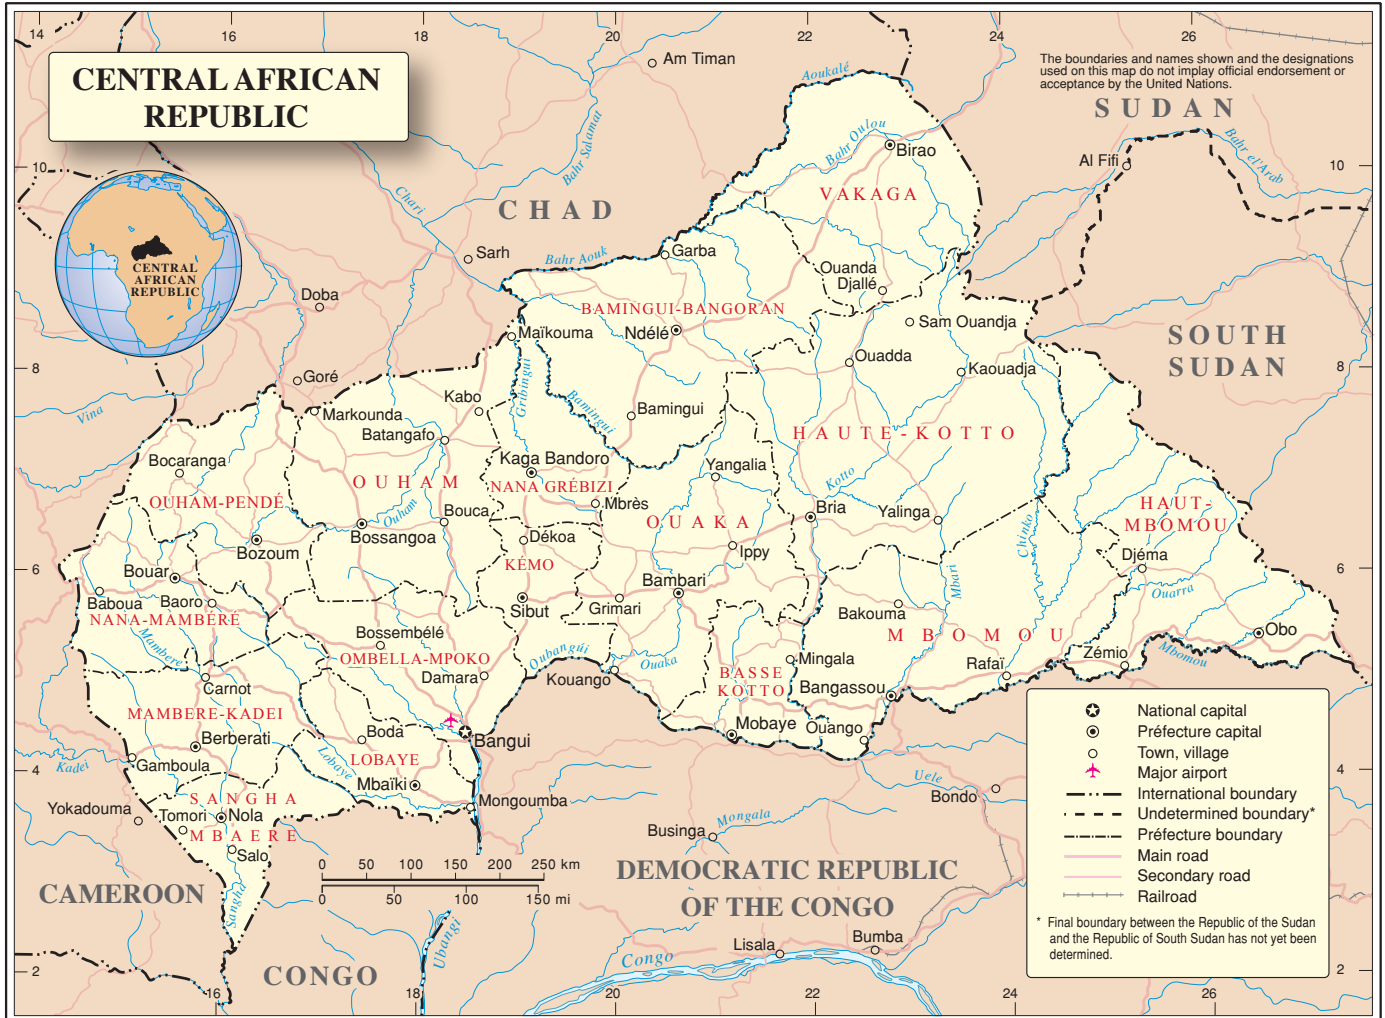 14
16
18
20
22
24
26
CENTRAL AFRICAN
REPUBLIC
The boundaries and names shown and the designations
used on this map do not implay official endorsement or
acceptance by the United Nations.
Am Timan
Aoukalé
SUDAN
Bahr Salamat
Bahr Oulou
Birao
Al Fifi
Bahr el'Arab
10
10
VAKAGA
Chari
CHAD
Sarh
Bahr Aouk
Garba
Ouanda
Djallé
CENTRAL
AFRICAN
REPUBLIC
Doba
BAMINGUI-BANGORAN
Maïkouma
Ndélé
Sam Ouandja
SOUTH
SUDAN
8
8
Goré
Gribingui
Ouadda
Kaouadja
Vina
Markounda
Kabo
Bamingui
Bamingui
Batangafo
HAUTE-KOTTO
Bocaranga
Kaga Bandoro
Yangalia
OUHAM
NANA GRÉBIZI
Kotto
OUHAM-PENDÉ
Ouham
Bouca
Mbrès
OUAKA
Bria
Yalinga
HAUT-
MBOMOU
Bossangoa
Bozoum
Dékoa
Ippy
Chinko
Djéma
KÉMO
6
6
Bouar
Bambari
Mbari
Ouarra
Baboua
Baoro
Sibut
Grimari
Bakouma
NANA-MAMBÉRÉ
Mambere
Bossembélé
MBOMOU
Obo
OMBELLA-MPOKO
Oubangúi
Ouaka
Mingala
Zémio
Mbomou
Damara
Kouango
BASSE
KOTTO
Rafaï
Carnot
Bangassou
MAMBERE-KADEI
Boda
Bangui
Mobaye
Ouango
Berberati
Lobaye
LOBAYE
Kadei
Gamboula
Mbaïki
4
4
Uele
Bondo
SANGHA
MBAERE
Yokadouma
Tomori
Nola
Mongoumba
Mongala
Businga
Salo
0
50
100
150
200
250 km
0
50
100
150 mi
CAMEROON
Sangha
DEMOCRATIC REPUBLIC
OF THE CONGO
Ubangi
Lisala
Bumba
Congo
CONGO
2
2
National capital
Préfecture capital
Town, village
Major airport
International boundary
Undetermined boundary*
Préfecture boundary
Main road
Secondary road
Railroad
* Final boundary between the Republic of the Sudan
and the Republic of South Sudan has not yet been
determined.
16
18
20
22
24
26